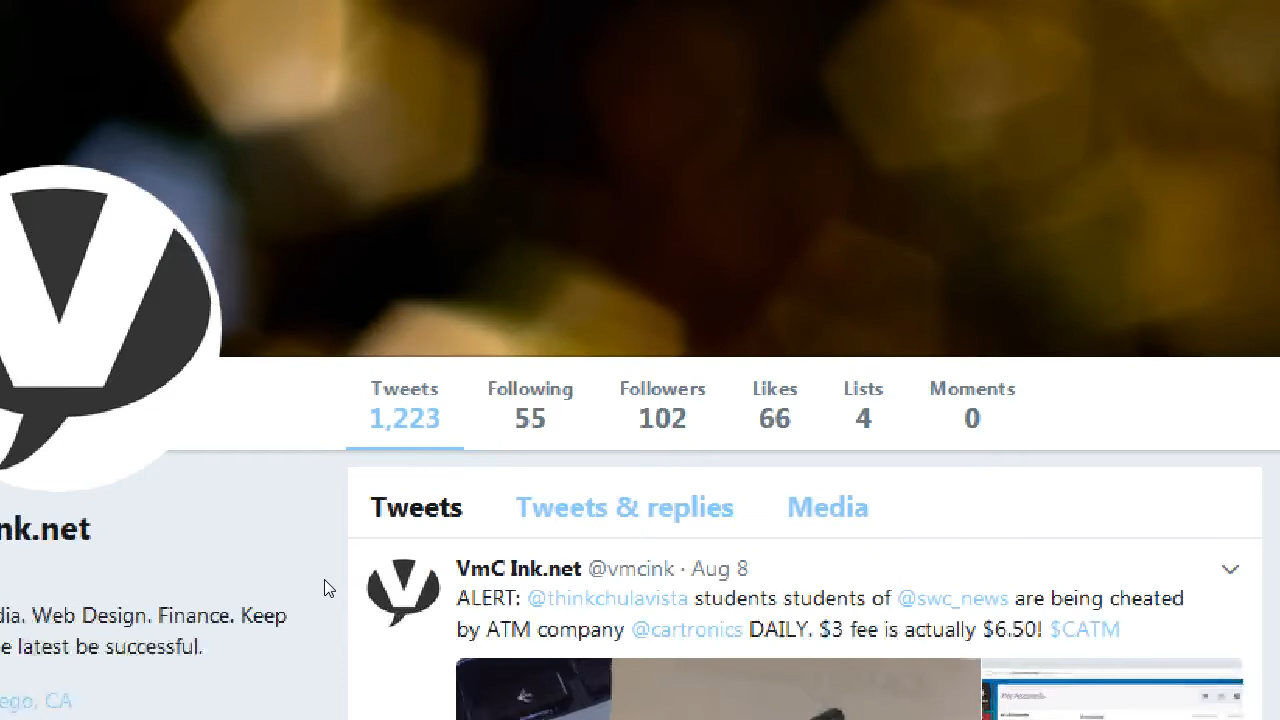 Tweets Following Followers Likes Lists Moments
1,223 55 102 66 4 0
Tweets Tweets & replies Media
nk.net
VmC Ink.net @vmcink · Aug 8
ALERT: @thinkchulavista students students of @swc_news are being cheated
by ATM company @cartronics DAILY. $3 fee is actually $6.50! $CATM
dia. Web Design. Finance. Keep
e latest be successful.
ego, CA
My Accounts